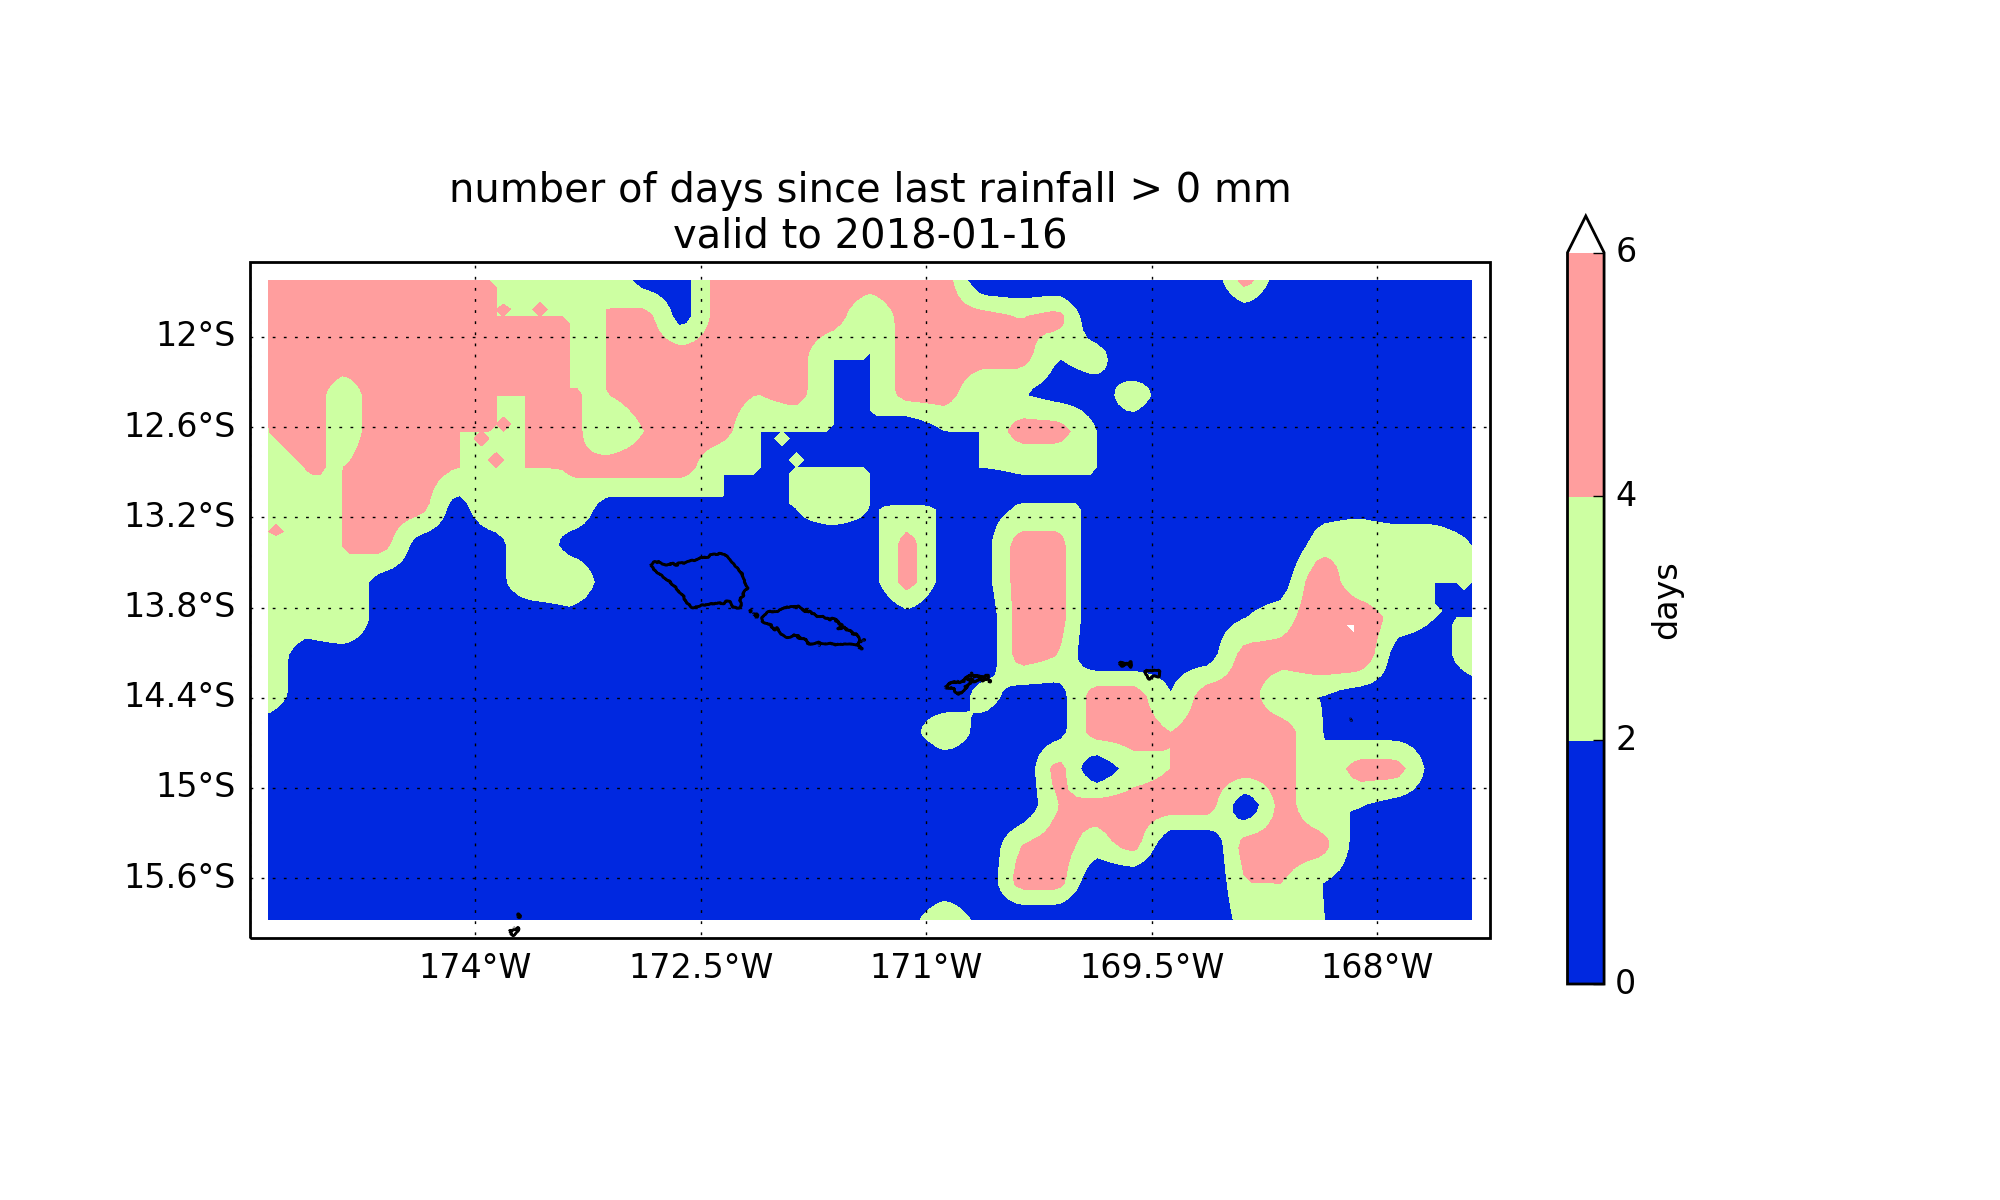 number of days since last rainfall > 0 mm
valid to 2018-01-16
12°S
12.6°S
13.2°S
13.8°S
14.4°S
15°S
15.6°S
174°W
172.5°W
171°W
169.5°W
168°W
6
4
2
0
days